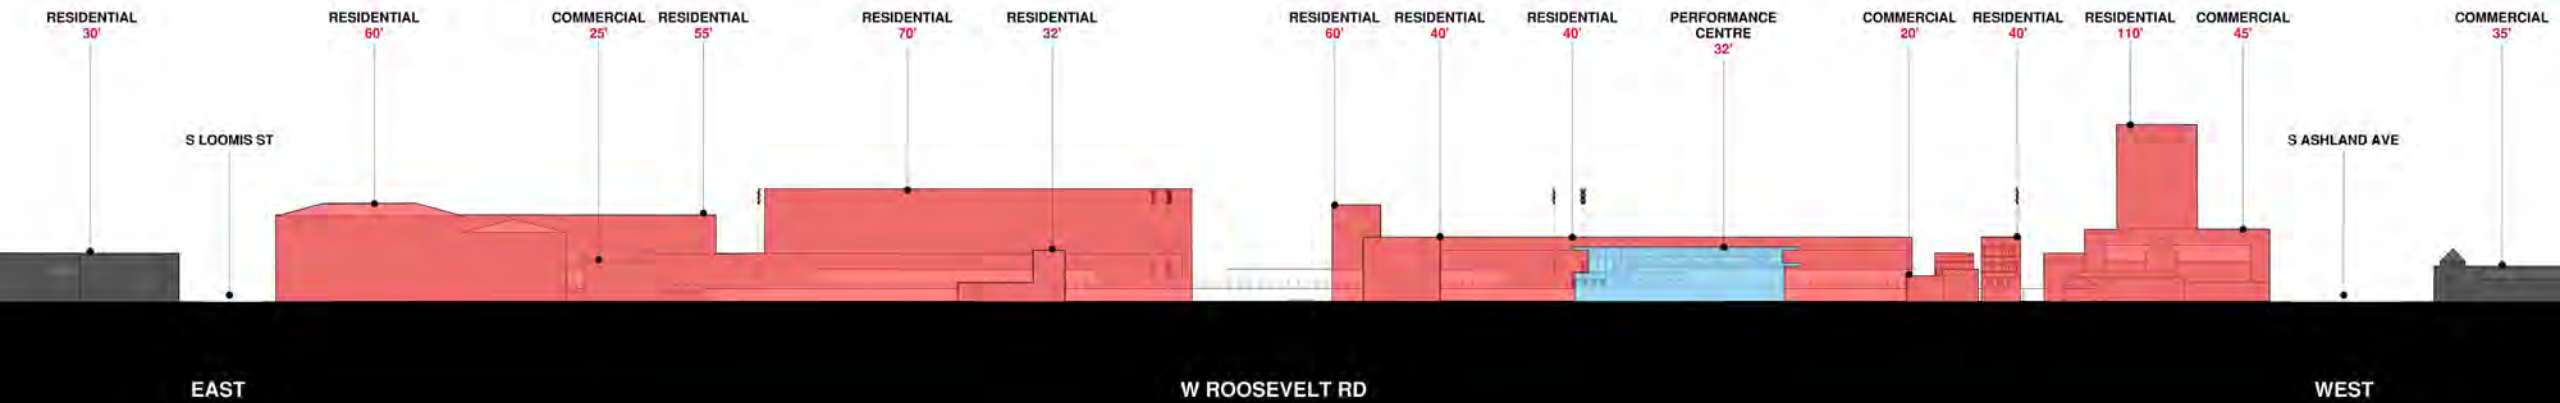 RESIDENTIAL
30'
S LOOMIS ST
RESIDENTIAL
60'
COMMERCIAL
25'
RESIDENTIAL
55'
RESIDENTIAL
70'
RESIDENTIAL
32'
RESIDENTIAL
60'
RESIDENTIAL
40'
RESIDENTIAL
40'
PERFORMANCE
CENTRE
32'
COMMERCIAL
20'
RESIDENTIAL
40'
RESIDENTIAL
110'
COMMERCIAL
45'
S ASHLAND AVE
COMMERCIAL
35'
EAST
W ROOSEVELT RD
WEST